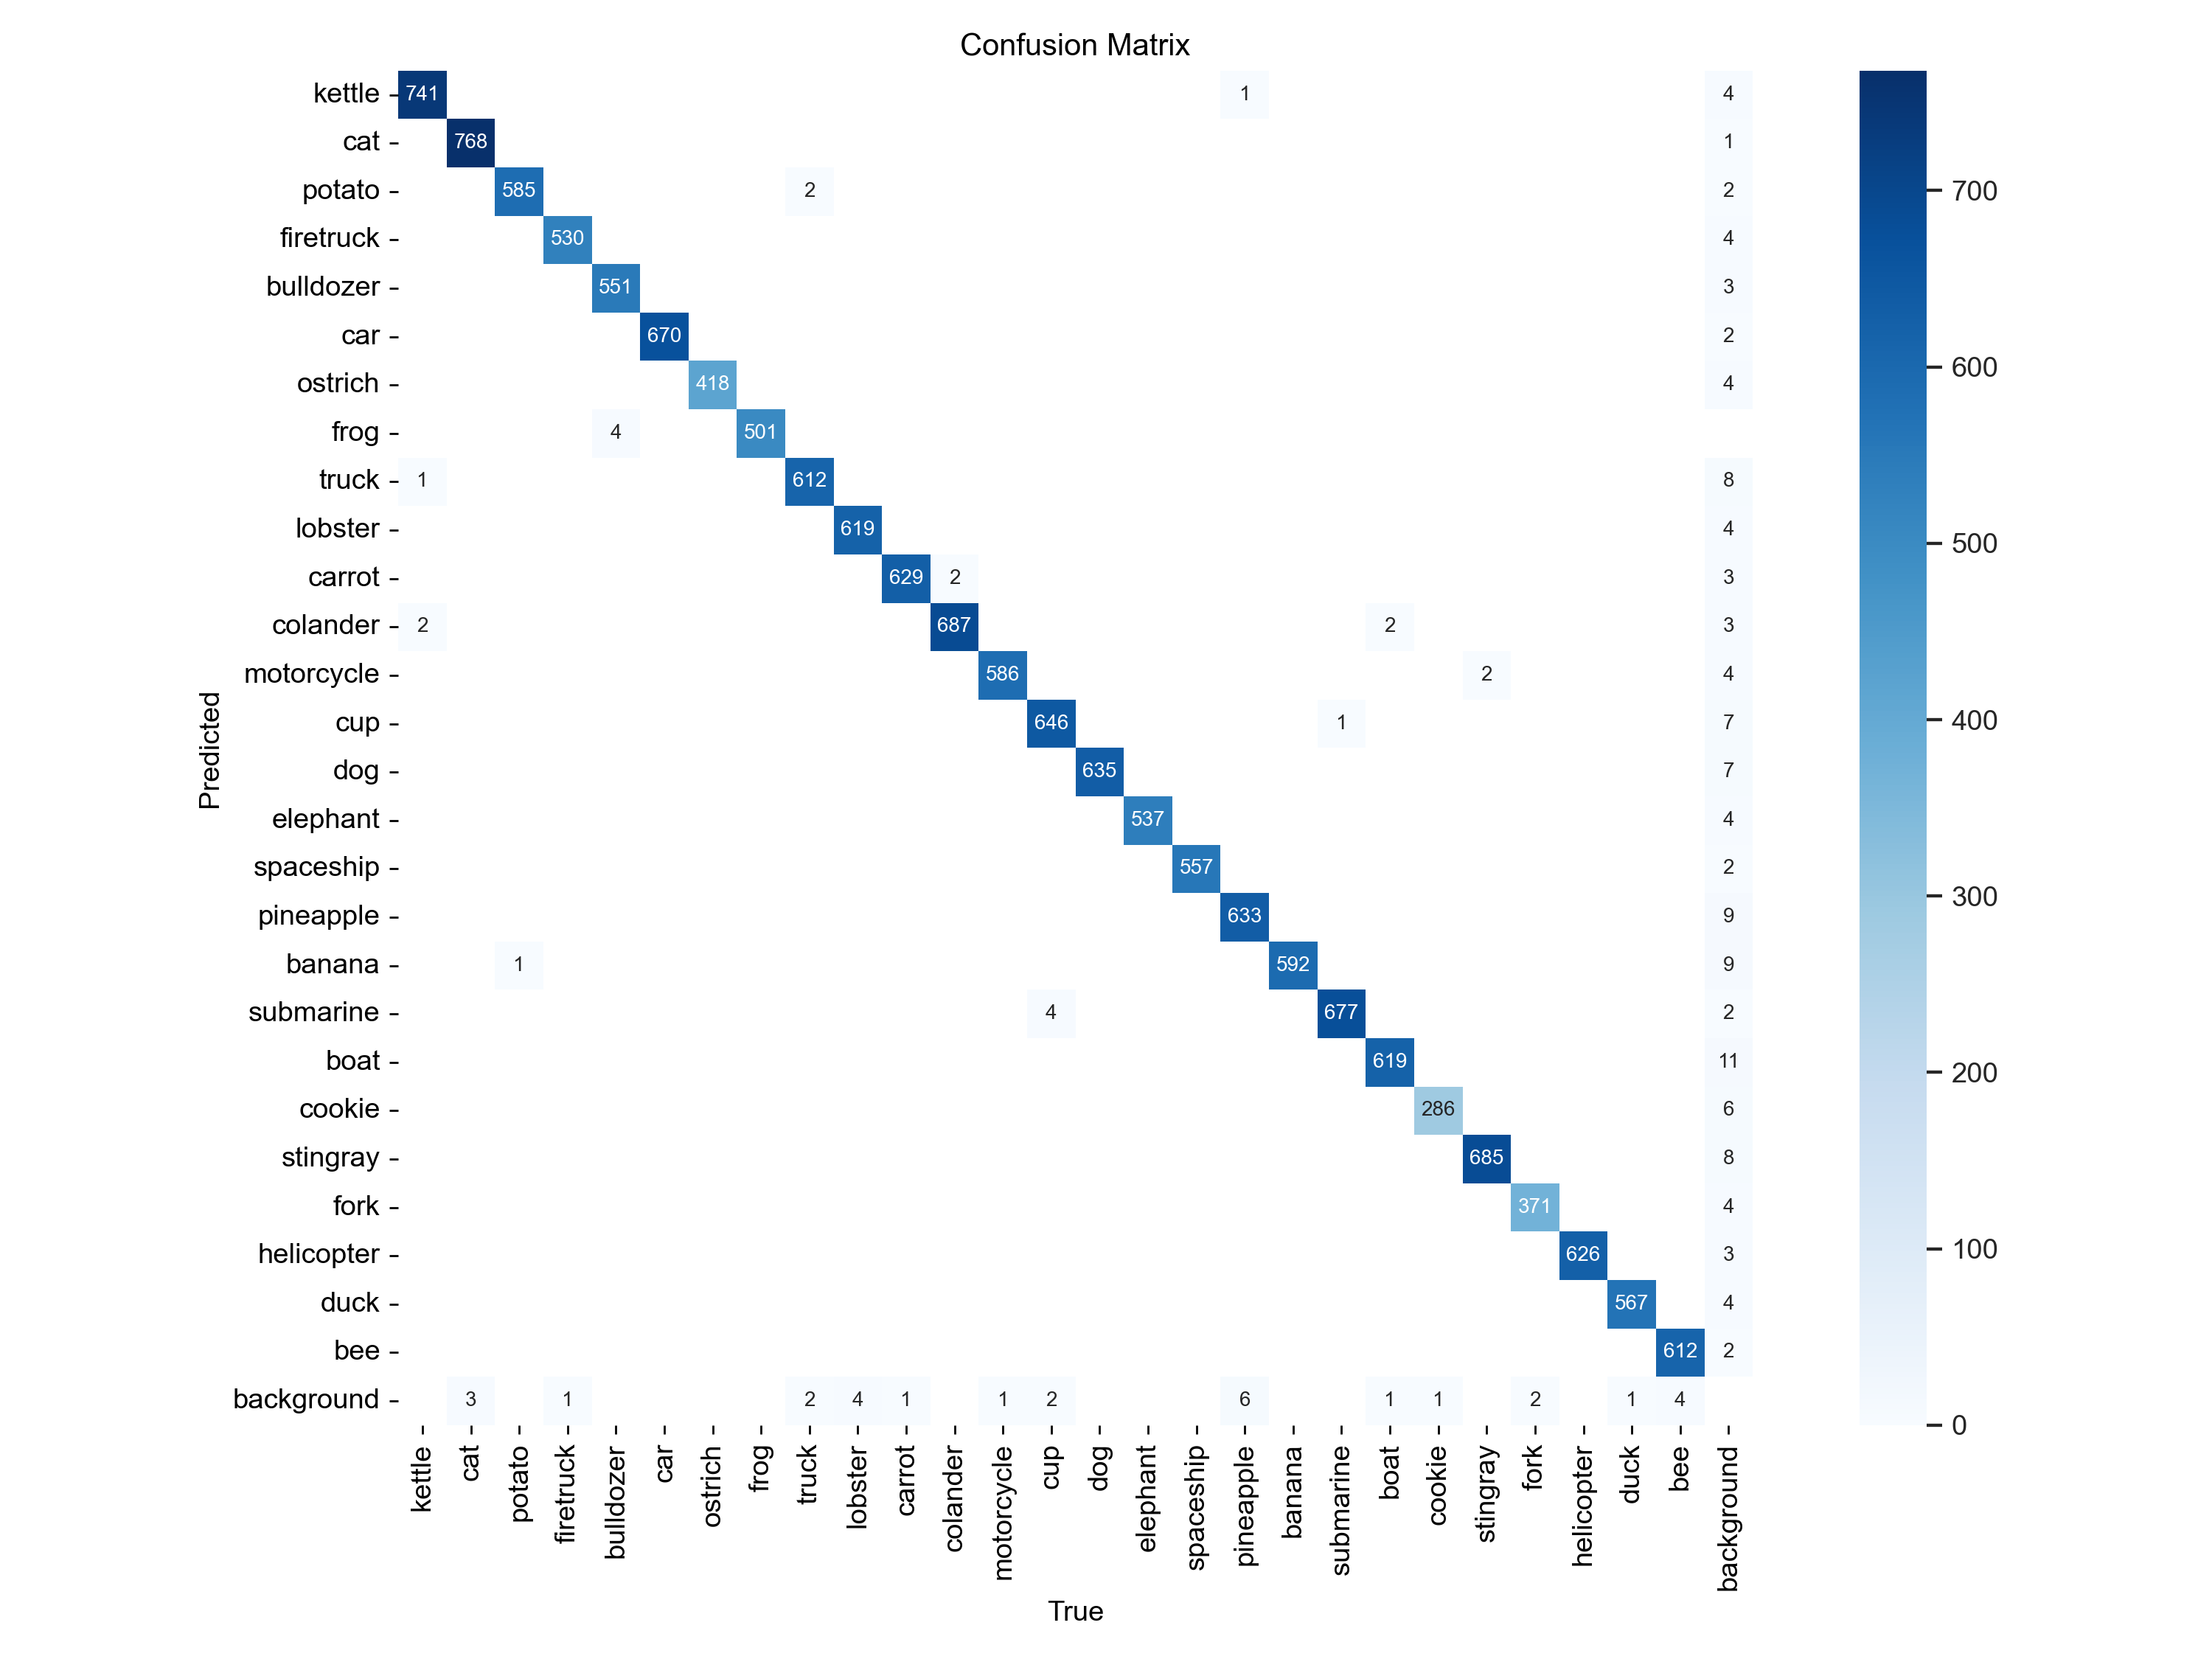 Confusion Matrix
kettle 741 1 4
cat 768 1
potato 585 2 2 700
firetruck 530 4
bulldozer 551 3
car 670 2 600
ostrich 418 4
frog 4 501
truck 1 612 8
lobster 619 4 500
carrot 629 2 3
colander 2 687 2 3
motorcycle 586 2 4
Predicted
cup 646 1 7 400
dog 635 7
elephant 537 4
spaceship 557 2
300
pineapple 633 9
banana 1 592 9
submarine 4 677 2
boat 619 11 200
cookie 286 6
stingray 685 8
fork 371 4
helicopter 626 3 100
duck 567 4
bee 612 2
background 3 1 2 4 1 1 2 6 1 1 2 1 4
0
kettle cat potato firetruck bulldozer car ostrich frog truck lobster carrot colander motorcycle cup dog elephant spaceship pineapple banana submarine boat cookie stingray fork helicopter duck bee background
True